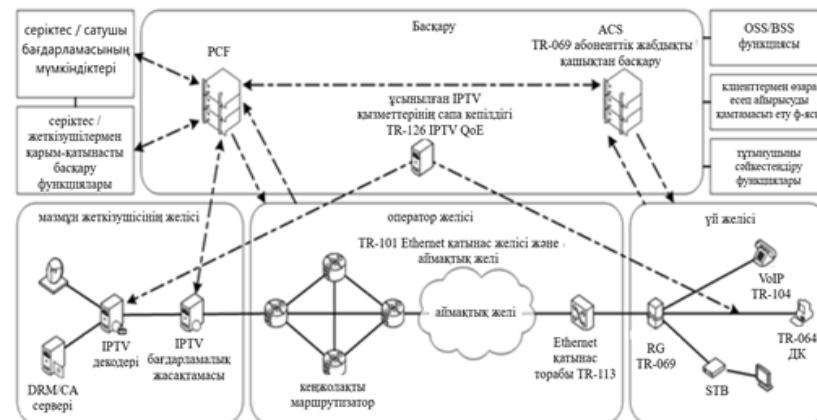 серіктес / сатушы
бағдарламасының
мүмкіндіктері
серіктес /
жеткізушілермен
қарым-қатынасты
басқару
функциялары
Басқару
PCF
ACS
TR-069 абоненттік жабдықты
қашықтан басқару
ұсынылған IPTV
қызметтерінің сапа кепілдігі
TR-126 IPTV QoE
OSS/BSS
функциясы
клиенттермен өзара
есеп айырысуды
қамтамасыз ету ф-ясы
тұтынушыны
сәйкестендіру
функциялары
мазмұн жеткізушісінің желісі
DRM/CA
сервері
IPTV
декодері
IPTV
бағдарламалық
жасақтамасы
оператор желісі
TR-101 Ethernet қатынас желісі және
аймақтық желі
кеңжолақты
маршрутизатор
аймақтық желі
Ethernet
қатынас
торабы TR-113
үй желісі
VoIP
TR-104
RG
TR-069
TR-064
ДК
STB